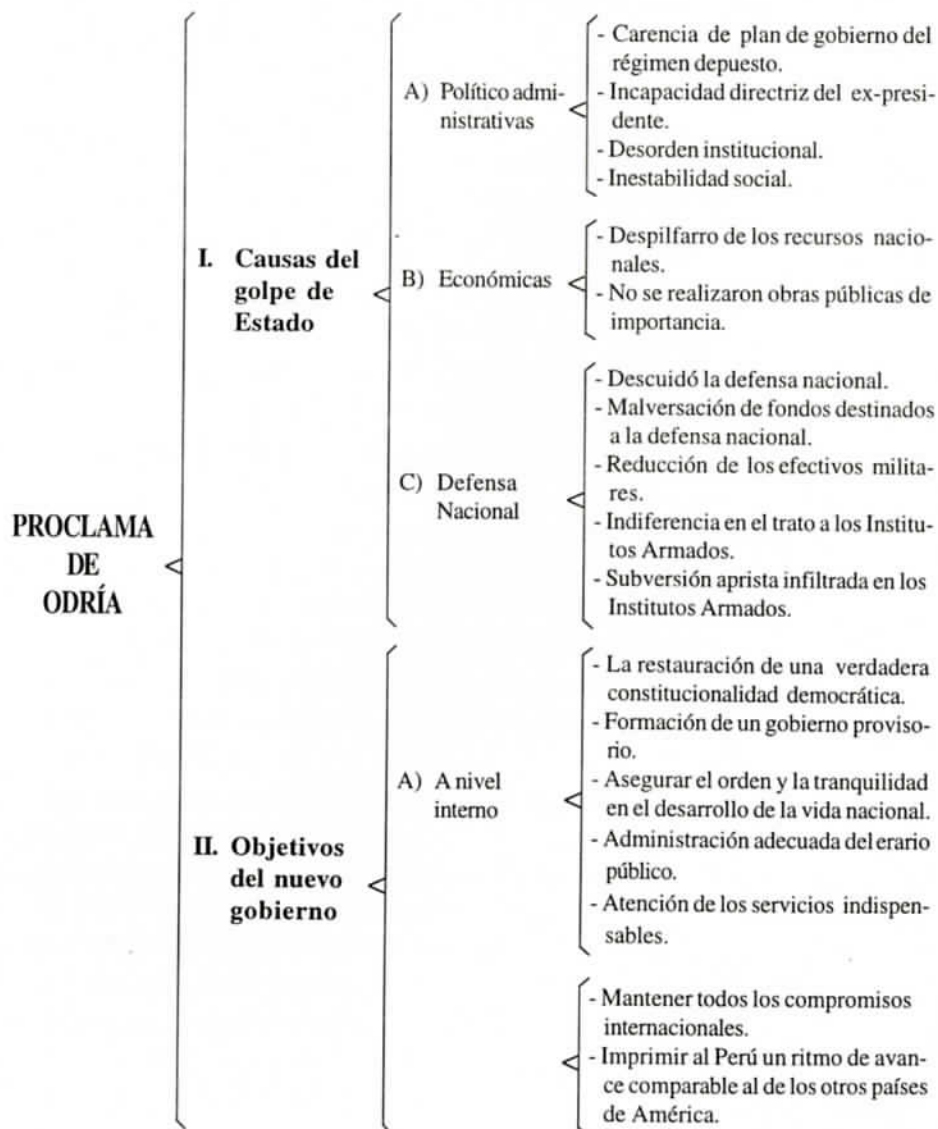 PROCLAMA
DE
ODRÍA
I. Causas del
golpe de
Estado
A) Político admi-
nistrativas
- Carencia de plan de gobierno del
régimen depuesto.
- Incapacidad directriz del ex-presi-
dente.
- Desorden institucional.
- Inestabilidad social.
B) Económicas
- Despilfarro de los recursos nacio-
nales.
- No se realizaron obras públicas de
importancia.
C) Defensa
Nacional
- Descuidó la defensa nacional.
- Malversación de fondos destinados
a la defensa nacional.
- Reducción de los efectivos milita-
res.
- Indiferencia en el trato a los Institu-
tos Armados.
- Subversión aprista infiltrada en los
Institutos Armados.
II. Objetivos
del nuevo
gobierno
A) A nivel
interno
- La restauración de una verdadera
constitucionalidad democrática.
- Formación de un gobierno proviso-
rio.
- Asegurar el orden y la tranquilidad
en el desarrollo de la vida nacional.
- Administración adecuada del erario
público.
- Atención de los servicios indispen-
sables.
- Mantener todos los compromisos
internacionales.
- Imprimir al Perú un ritmo de avan-
ce comparable al de los otros países
de América.